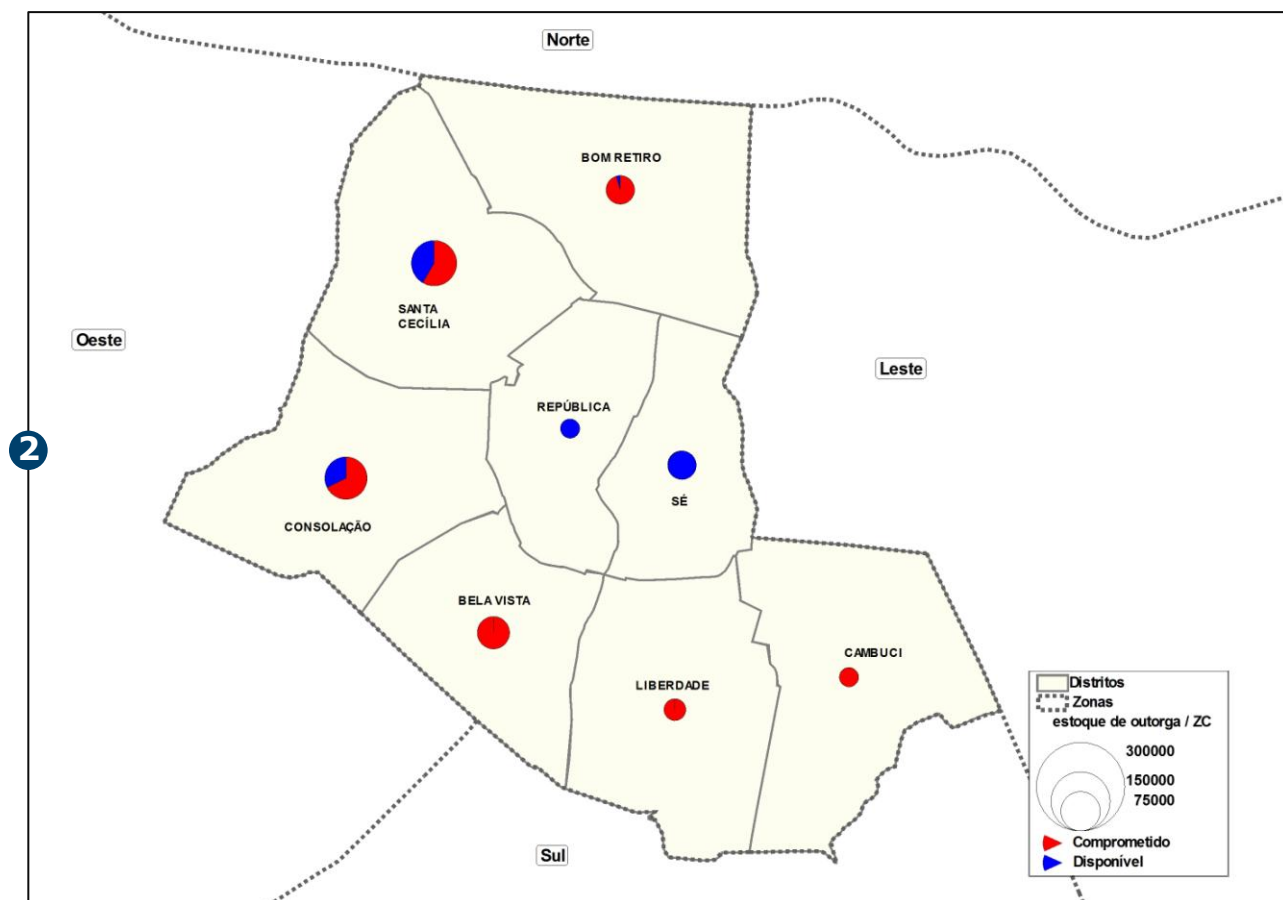 Norte
BOM RETIRO
SANTA
CECÍLIA
Oeste
Leste
REPÚBLICA
2
SÉ
CONSOLAÇÃO
BELA VISTA
CAMBUCI
LIBERDADE
Distritos
Zonas
estoque de outorga / ZC
300000
150000
75000
Comprometido
Disponível
Sul